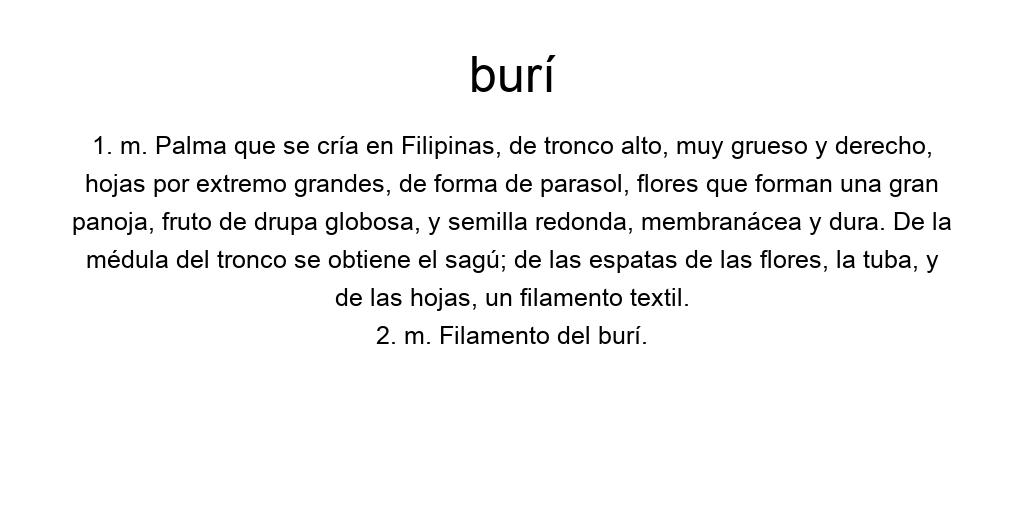 burí
1. m. Palma que se cría en Filipinas, de tronco alto, muy grueso y derecho,
hojas por extremo grandes, de forma de parasol, flores que forman una gran
panoja, fruto de drupa globosa, y semilla redonda, membranácea y dura. De la
médula del tronco se obtiene el sagú; de las espatas de las flores, la tuba, y
de las hojas, un filamento textil.
2. m. Filamento del burí.